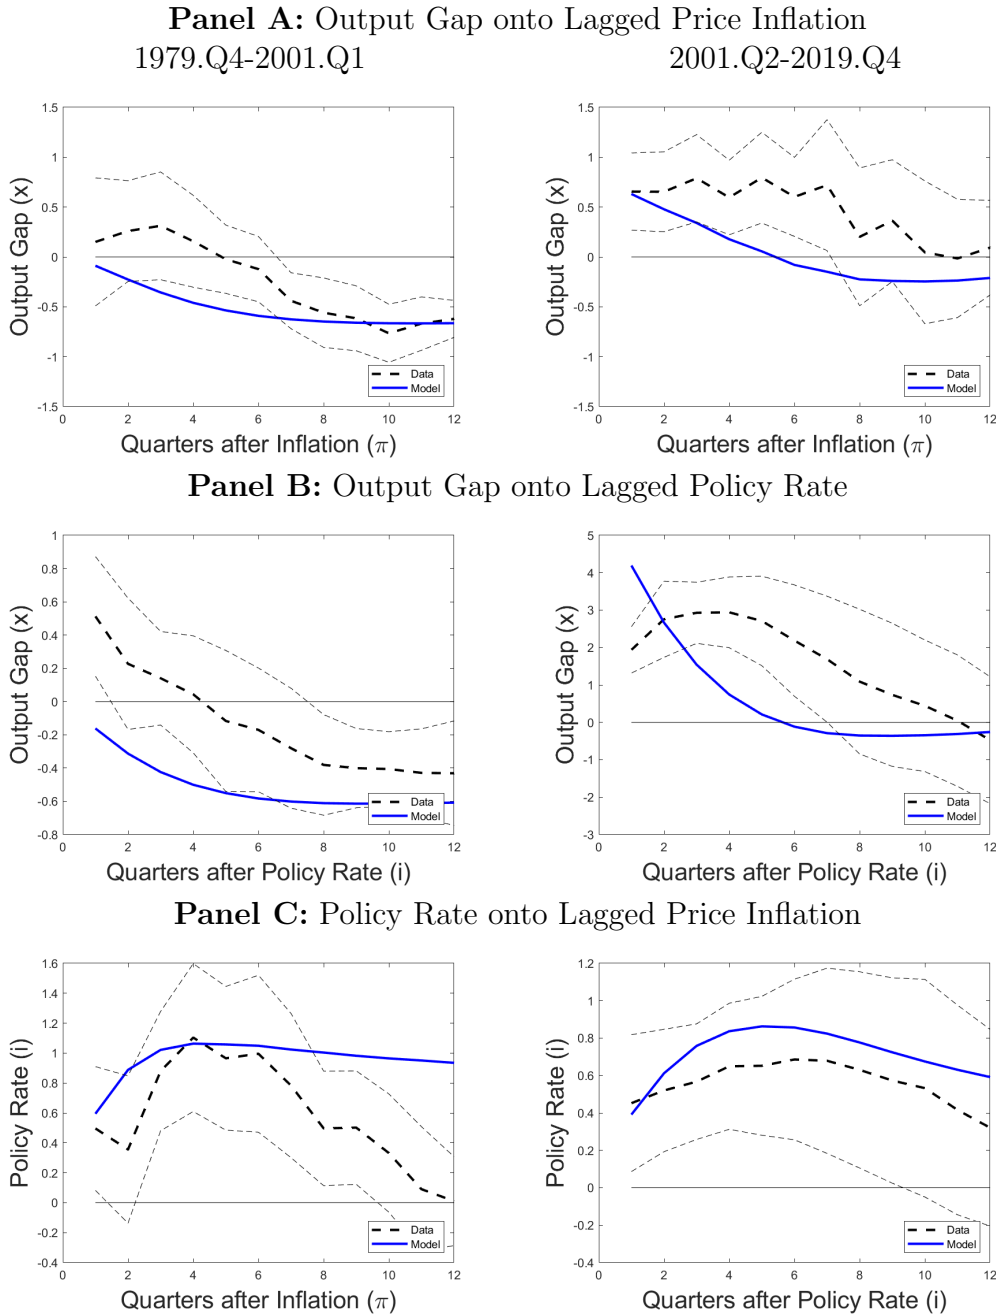 Panel A: Output Gap onto Lagged Price Inflation
1979.Q4-2001.Q1
2001.Q2-2019.Q4
1.5
1
0.5
0
-0.5
-1
-1.5
Output Gap (x)
0 2 4 6 8 10 12
Quarters after Inflation (π)
Data
Model
1.5
1
0.5
0
-0.5
-1
-1.5
Output Gap (x)
0 2 4 6 8 10 12
Quarters after Inflation (π)
Data
Model
Panel B: Output Gap onto Lagged Policy Rate
1
0.8
0.6
0.4
0.2
0
-0.2
-0.4
-0.6
-0.8
Output Gap (x)
0 2 4 6 8 10 12
Quarters after Policy Rate (i)
Data
Model
5
4
3
2
1
0
-1
-2
-3
Output Gap (x)
0 2 4 6 8 10 12
Quarters after Policy Rate (i)
Data
Model
Panel C: Policy Rate onto Lagged Price Inflation
1.6
1.4
1.2
1
0.8
0.6
0.4
0.2
0
-0.2
-0.4
Policy Rate (i)
0 2 4 6 8 10 12
Quarters after Inflation (π)
Data
Model
1.2
1
0.8
0.6
0.4
0.2
0
-0.2
-0.4
Policy Rate (i)
0 2 4 6 8 10 12
Quarters after Policy Rate (i)
Data
Model